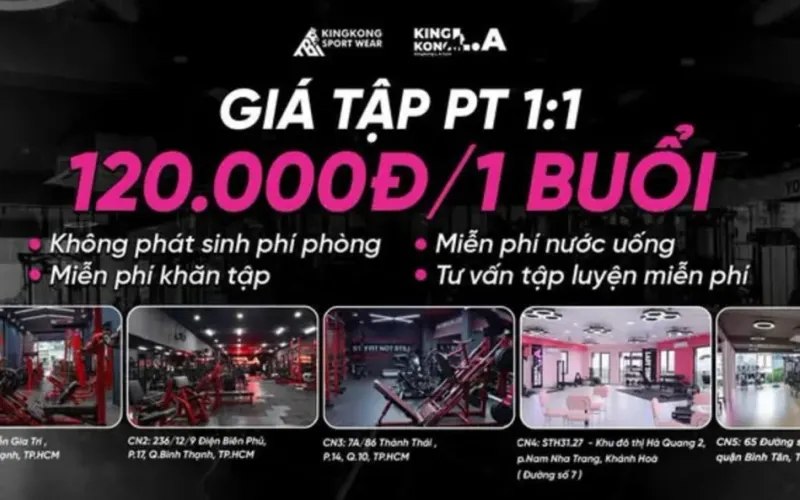 KINGKONG
SPORT WEAR
KING
KONG L.A
GIÁ TẬP PT 1:1
120.000Đ/1 BUỔI
Không phát sinh phí phòng
Miễn phí nước uống
Miễn phí khăn tập
Tư vấn tập luyện miễn phí
Gia Trí,
TP.HCM
CN2: 236/12/9 Điện Biên Phủ,
P.17, Q.Bình Thạnh, TP.HCM
CN3: 7A/86 Thành Thái,
P.14, Q.10, TP.HCM
CN4: STH31.27 - Khu đô thị Hà Quang 2,
p.Nam Nha Trang, Khánh Hoà
( Đường số 7 )
CN5: 65 Đường
quận Bình Tân,